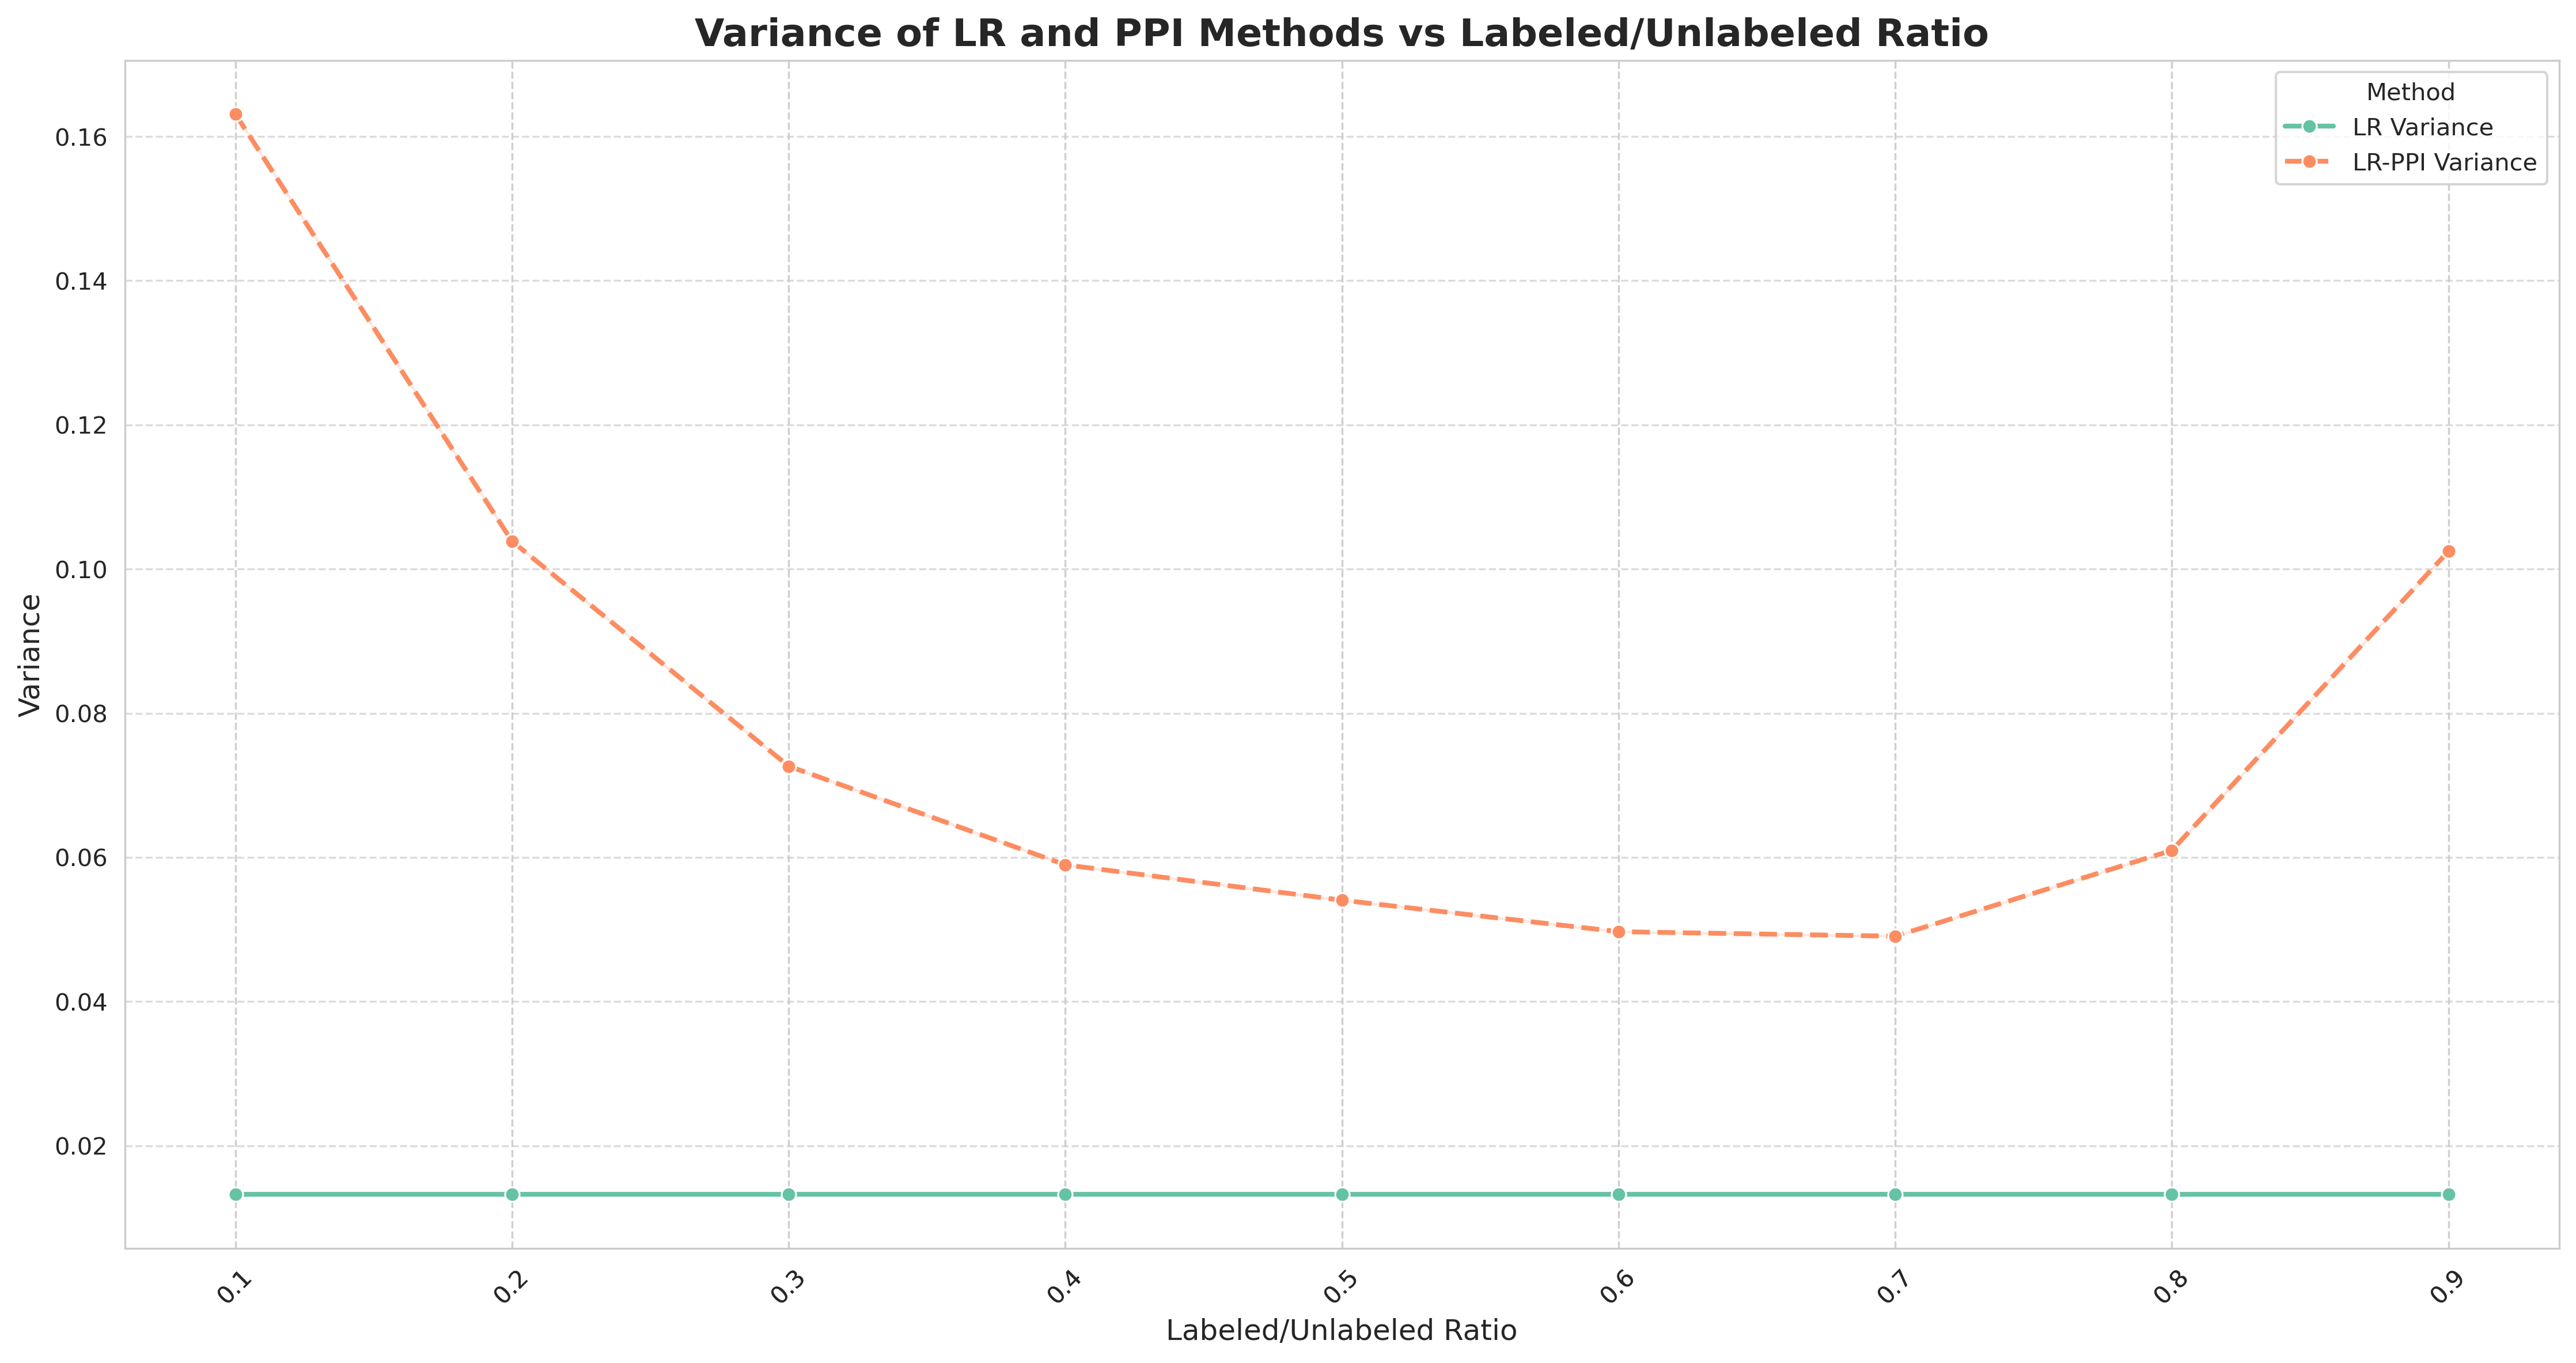 Variance of LR and PPI Methods vs Labeled/Unlabeled Ratio
Method
LR Variance
LR-PPI Variance
Variance
0.16
0.14
0.12
0.10
0.08
0.06
0.04
0.02
0.1 0.2 0.3 0.4 0.5 0.6 0.7 0.8 0.9
Labeled/Unlabeled Ratio